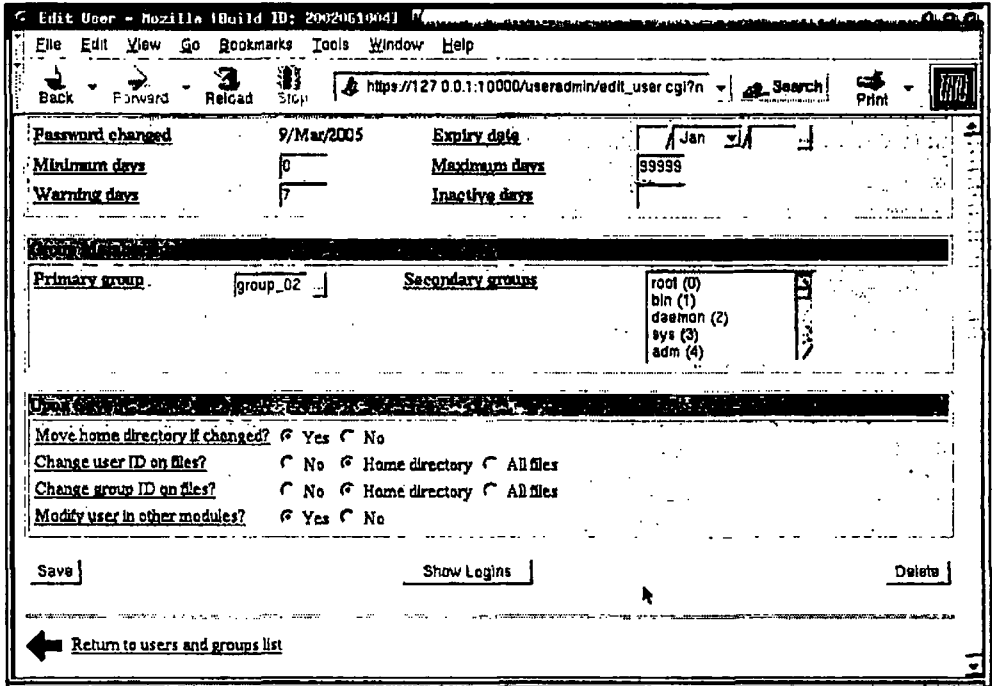 Edit User - Mozilla {Build ID: 2002061004}
File Edit View Go Bookmarks Tools Window Help
Back Forward Reload Stop https://127.0.0.1:10000/useradmin/edit_user.cgi?n Search Print
Password changed 9/Mar/2005 Expiry date / Jan / ...
Minimum days 0 Maximum days 99999
Warning days 7 Inactive days
Primary group group_02 ... Secondary groups root (0)
bin (1)
daemon (2)
sys (3)
adm (4)
Upon
Move home directory if changed? Yes No
Change user ID on files? No Home directory All files
Change group ID on files? No Home directory All files
Modify user in other modules? Yes No
Save Show Logins Delete
Return to users and groups list